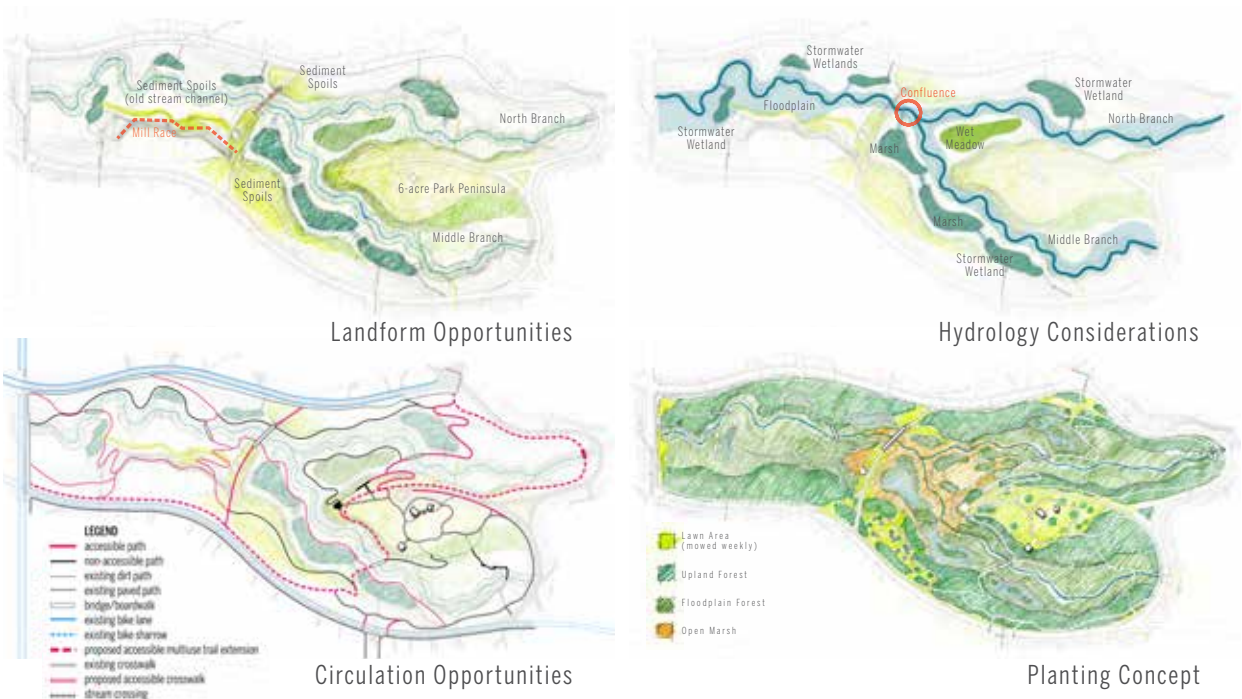 Sediment Spoils
(old stream channel)
Sediment
Spoils
North Branch
Mill Race
Sediment
Spoils
6-acre Park Peninsula
Middle Branch
Landform Opportunities
Stormwater
Wetlands
Confluence
Stormwater
Wetland
Floodplain
North Branch
Stormwater
Wetland
Marsh
Wet
Meadow
Marsh
Middle Branch
Stormwater
Wetland
Hydrology Considerations
LEGEND
accessible path
non-accessible path
existing dirt path
existing paved path
bridge/boardwalk
existing bike lane
existing bike sharrow
proposed accessible multiuse trail extension
existing crosswalk
proposed accessible crosswalk
stream crossing
Circulation Opportunities
Lawn Area
(mowed weekly)
Upland Forest
Floodplain Forest
Open Marsh
Planting Concept